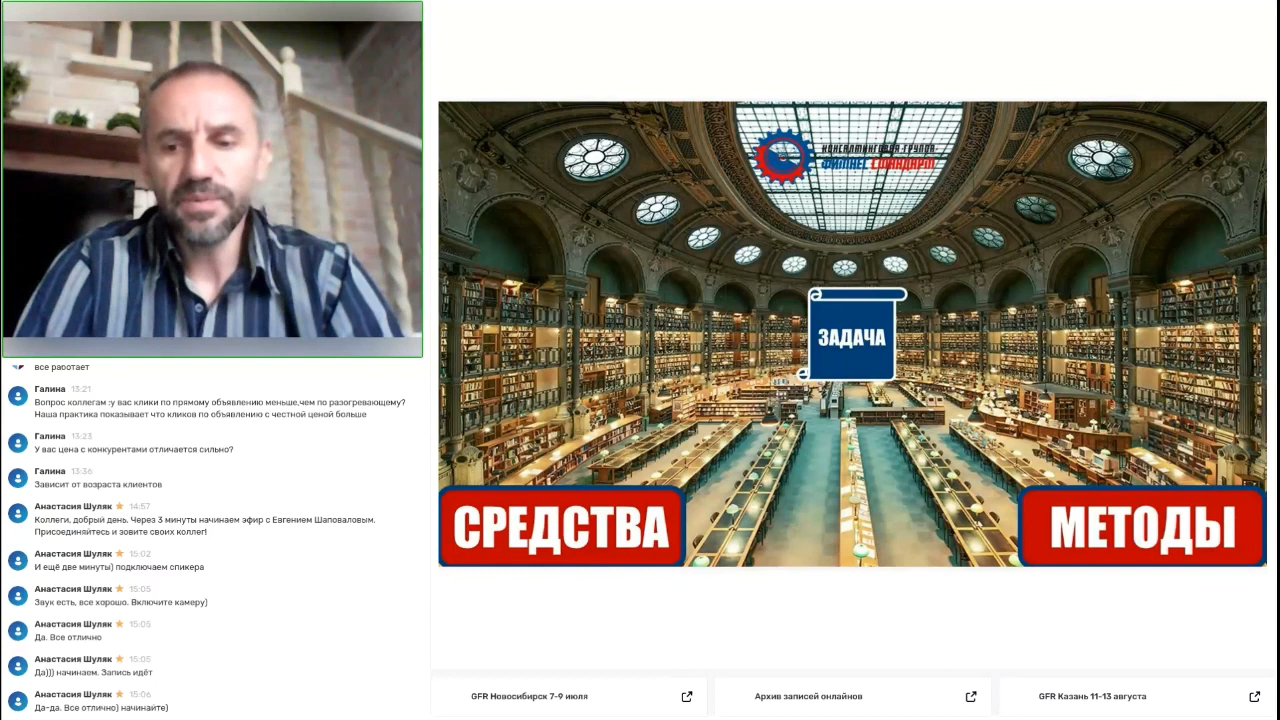 все работает
Галина 13:21
Вопрос коллегам :у вас клики по прямому объявлению меньше,чем по разогревающему?
Наша практика показывает что кликов по объявлению с честной ценой больше
Галина 13:23
У вас цена с конкурентами отличается сильно?
Галина 13:36
Зависит от возраста клиентов
Анастасия Шуляк 14:57
Коллеги, добрый день. Через 3 минуты начинаем эфир с Евгением Шаповаловым.
Присоединяйтесь и зовите своих коллег!
Анастасия Шуляк 15:02
И ещё две минуты) подключаем спикера
Анастасия Шуляк 15:05
Звук есть, все хорошо. Включите камеру)
Анастасия Шуляк 15:05
Да. Все отлично
Анастасия Шуляк 15:05
Да))) начинаем. Запись идёт
Анастасия Шуляк 15:06
Да-да. Все отлично) начинайте)
КОНСАЛТИНГОВАЯ ГРУППА
ФИТНЕС СТАНДАРТ
ЗАДАЧА
СРЕДСТВА
МЕТОДЫ
GFR Новосибирск 7-9 июля
Архив записей онлайнов
GFR Казань 11-13 августа